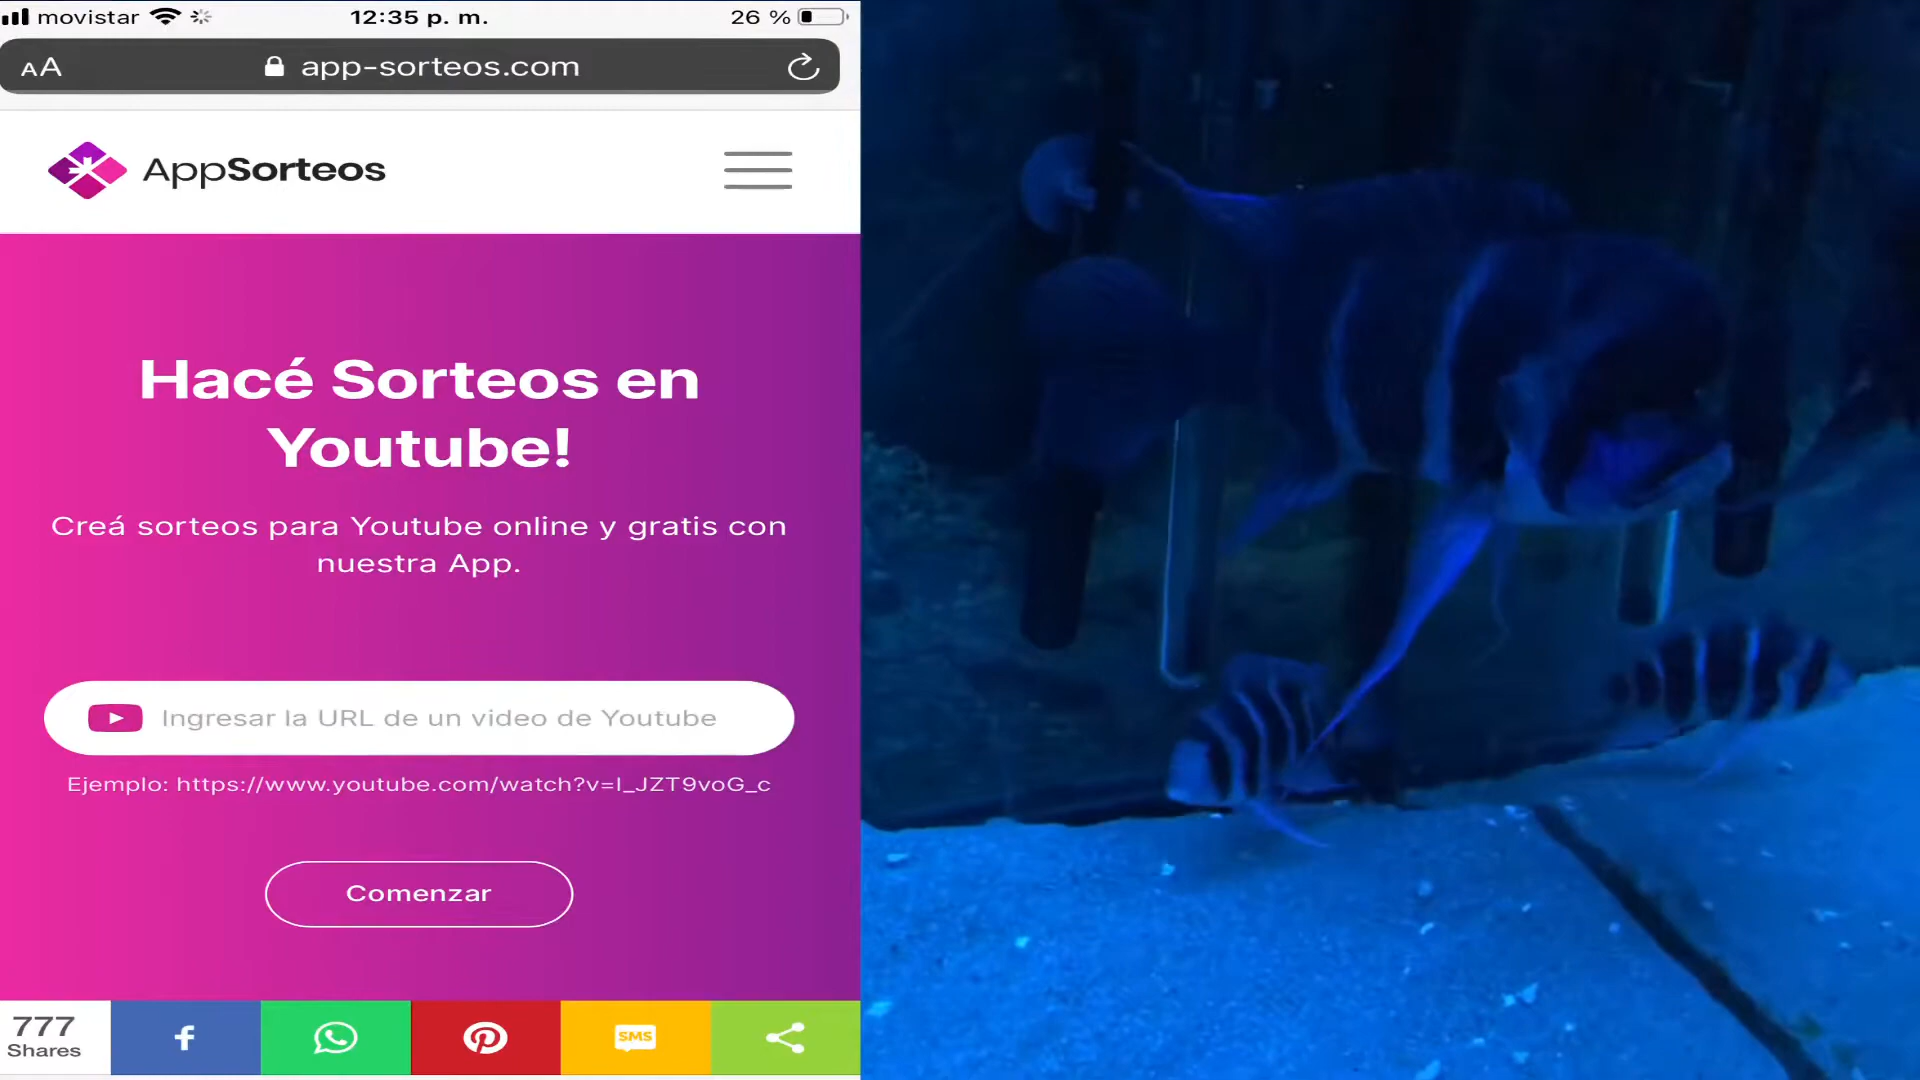 movistar 12:35 p. m. 26 %
AA app-sorteos.com
AppSorteos
Hacé Sorteos en
Youtube!
Creá sorteos para Youtube online y gratis con
nuestra App.
Ingresar la URL de un video de Youtube
Ejemplo: https://www.youtube.com/watch?v=I_JZT9voG_c
Comenzar
777
Shares
f
SMS